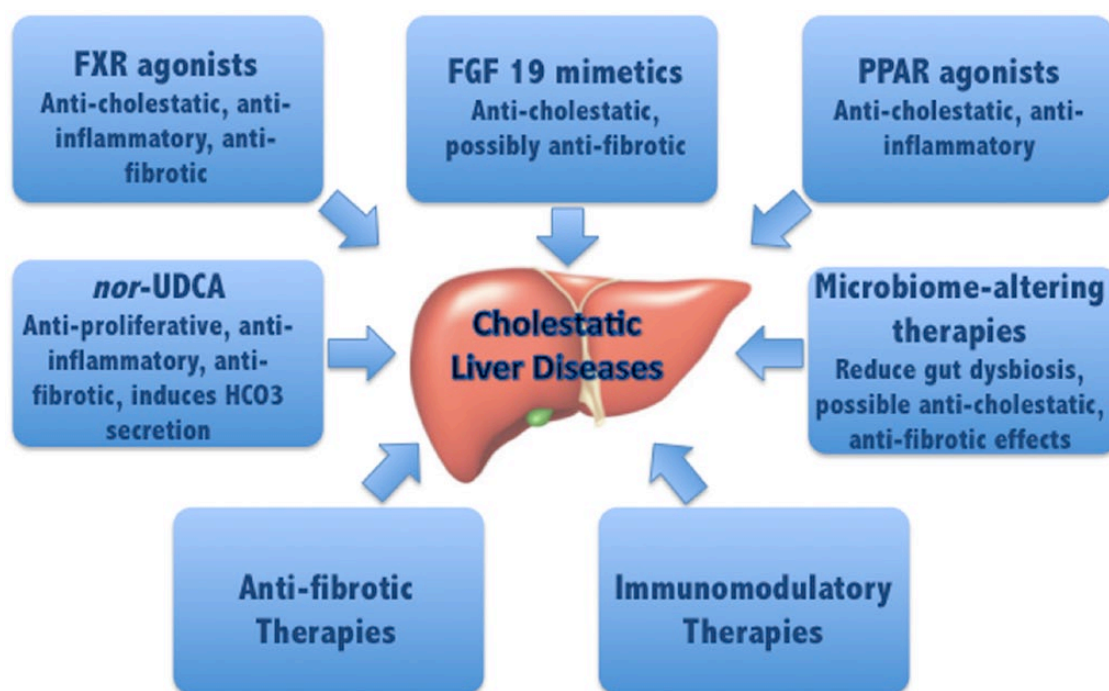 FXR agonists
Anti-cholestatic, anti-
inflammatory, anti-
fibrotic
FGF 19 mimetics
Anti-cholestatic,
possibly anti-fibrotic
PPAR agonists
Anti-cholestatic, anti-
inflammatory
nor-UDCA
Anti-proliferative, anti-
inflammatory, anti-
fibrotic, induces HCO3
secretion
Cholestatic
Liver Diseases
Microbiome-altering
therapies
Reduce gut dysbiosis,
possible anti-cholestatic,
anti-fibrotic effects
Anti-fibrotic
Therapies
Immunomodulatory
Therapies